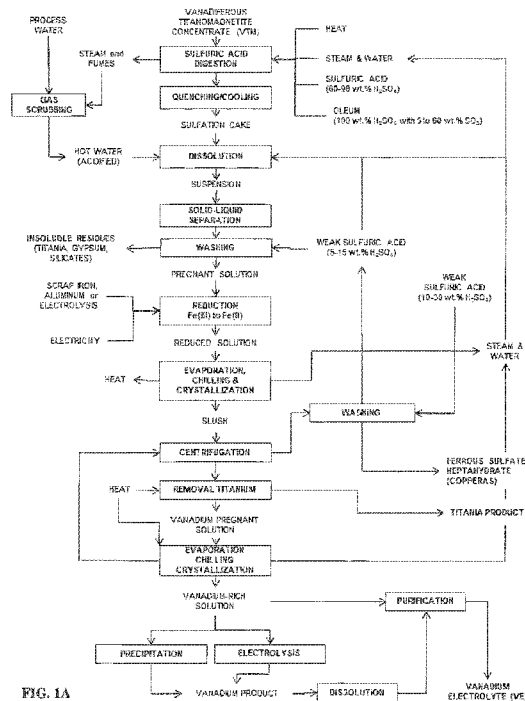 VANADIFEROUS
TITANOMAGNETITE
CONCENTRATE (VTM)
PROCESS
WATER
HEAT
STEAM and
FUMES
SULFURIC ACID
DIGESTION
STEAM & WATER
SULFURIC ACID
(60-98 wt.% H₂SO₄)
QUENCHING/COOLING
OLEUM
(100 wt.% H₂SO₄ with 5 to 60 wt.% SO₃)
GAS
SCRUBBING
SULFATION CAKE
HOT WATER
(ACIDIFIED)
DISSOLUTION
SUSPENSION
SOLID-LIQUID
SEPARATION
INSOLUBLE RESIDUES
(TITANIA, GYPSUM,
SILICATES)
WASHING
WEAK SULFURIC ACID
(5-15 wt.% H₂SO₄)
PREGNANT SOLUTION
WEAK
SULFURIC ACID
(10-30 wt.% H₂SO₄)
SCRAP IRON,
ALUMINUM or
ELECTROLYSIS
REDUCTION
Fe(III) to Fe(II)
ELECTRICITY
REDUCED SOLUTION
STEAM &
WATER
HEAT
EVAPORATION,
CHILLING &
CRYSTALLIZATION
SLUSH
WASHING
CENTRIFUGATION
FERROUS SULFATE
HEPTAHYDRATE
(COPPERAS)
HEAT
REMOVAL TITANIUM
TITANIA PRODUCT
VANADIUM PREGNANT
SOLUTION
EVAPORATION
CHILLING
CRYSTALLIZATION
VANADIUM-RICH
SOLUTION
PURIFICATION
PRECIPITATION
ELECTROLYSIS
VANADIUM PRODUCT
DISSOLUTION
VANADIUM
ELECTROLYTE (VE)
FIG. 1A